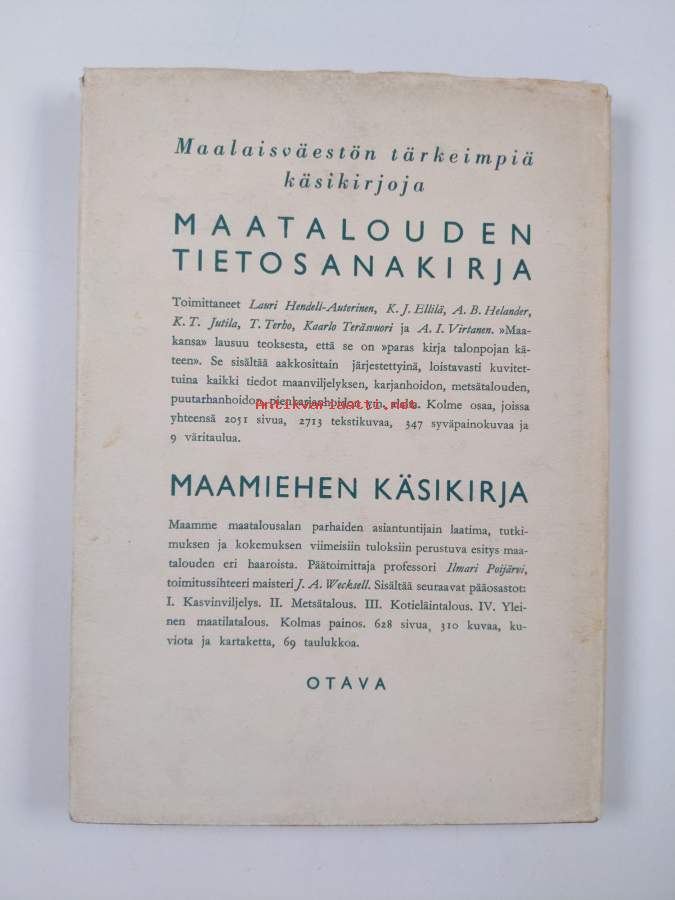 Maalaisväestön tärkeimpiä
käsikirjoja
MAATALOUDEN
TIETOSANAKIRJA
Toimittaneet Lauri Hendell-Auterinen, K. J. Ellilä, A. B. Helander,
K. T. Jutila, T. Terho, Kaarlo Teräsvuori ja A. I. Virtanen. »Maa-
kansa» lausuu teoksesta, että se on »paras kirja talonpojan kä-
teen». Se sisältää aakkosittain järjestettyinä, loistavasti kuvitet-
tuina kaikki tiedot maanviljelyksen, karjanhoidon, metsätalouden,
puutarhanhoidon, pienkarjanhoidon ym. alalta. Kolme osaa, joissa
Antikvariaatti.net
yhteensä 2051 sivua, 2713 tekstikuvaa, 347 syväpainokuvaa ja
9 väritaulua.
MAAMIEHEN KÄSIKIRJA
Maamme maatalousalan parhaiden asiantuntijain laatima, tutki-
muksen ja kokemuksen viimeisiin tuloksiin perustuva esitys maa-
talouden eri haaroista. Päätoimittaja professori Ilmari Poijärvi,
toimitussihteeri maisteri J. A. Wecksell. Sisältää seuraavat pääosastot:
I. Kasvinviljelys. II. Metsätalous. III. Kotieläintalous. IV. Ylei-
nen maatilatalous. Kolmas painos. 628 sivua, 310 kuvaa, ku-
viota ja kartaketta, 69 taulukkoa.
OTAVA